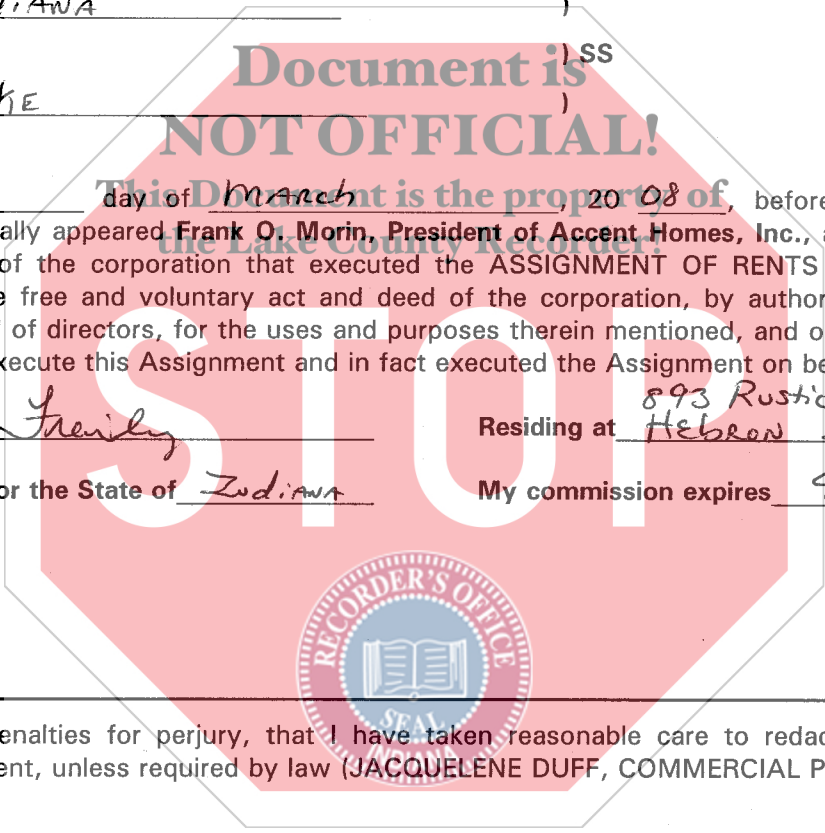 DIANA )
Document is
) SS
KE )
NOT OFFICIAL!
day of March, 20 08, before
This Document is the property of
ally appeared Frank O. Morin, President of Accent Homes, Inc.,
the Lake County Recorder!
of the corporation that executed the ASSIGNMENT OF RENTS
e free and voluntary act and deed of the corporation, by author
of directors, for the uses and purposes therein mentioned, and o
xecute this Assignment and in fact executed the Assignment on be
STOP
893 Rustic
Residing at Hebron
or the State of Indiana My commission expires
RECORDER'S OFFICE
SEAL
INDIANA
enalties for perjury, that I have taken reasonable care to redac
ent, unless required by law (JACQUELENE DUFF, COMMERCIAL P